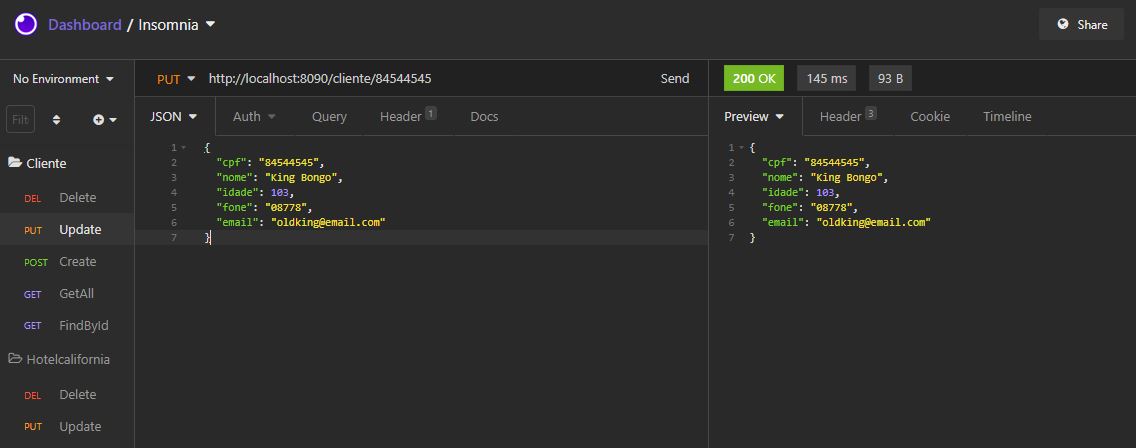 Dashboard / Insomnia
Share
No Environment
PUT http://localhost:8090/cliente/84544545 Send
200 OK 145 ms 93 B
Filt
JSON Auth Query Header 1 Docs
Preview Header 3 Cookie Timeline
Cliente
DEL Delete
PUT Update
POST Create
GET GetAll
GET FindById
Hotelcalifornia
DEL Delete
PUT Update
1 {
2 "cpf": "84544545",
3 "nome": "King Bongo",
4 "idade": 103,
5 "fone": "08778",
6 "email": "oldking@email.com"
7 }
1 {
2 "cpf": "84544545",
3 "nome": "King Bongo",
4 "idade": 103,
5 "fone": "08778",
6 "email": "oldking@email.com"
7 }